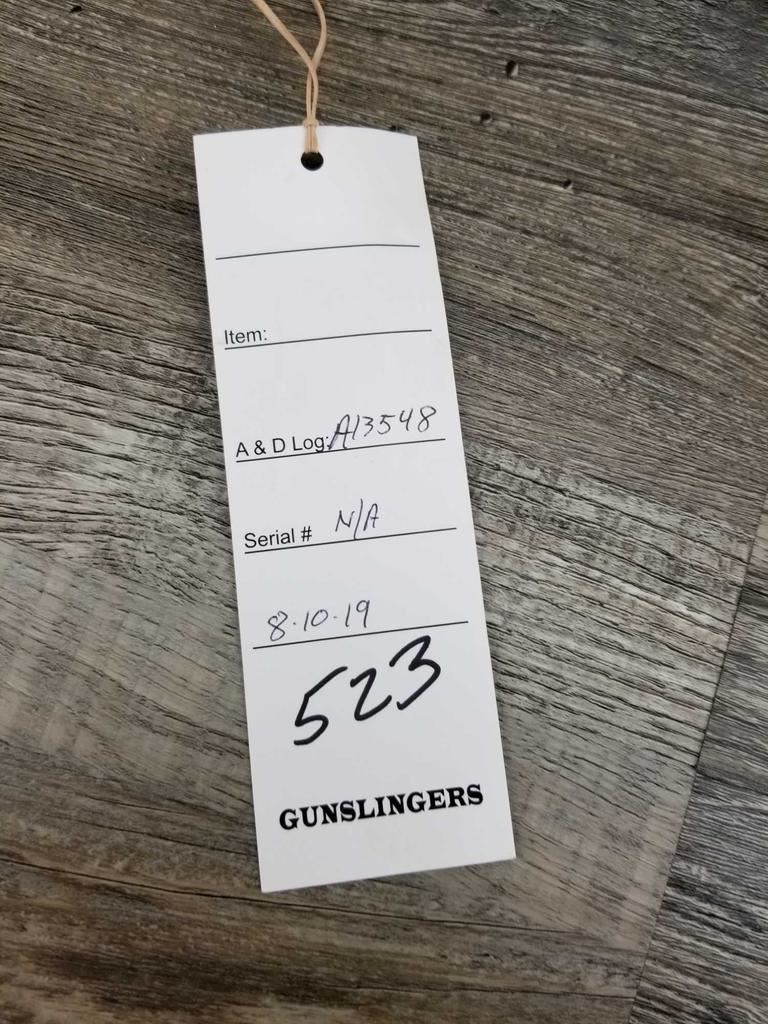 Item:
A & D Log: A13548
Serial # N/A
8-10-19
523
GUNSLINGERS